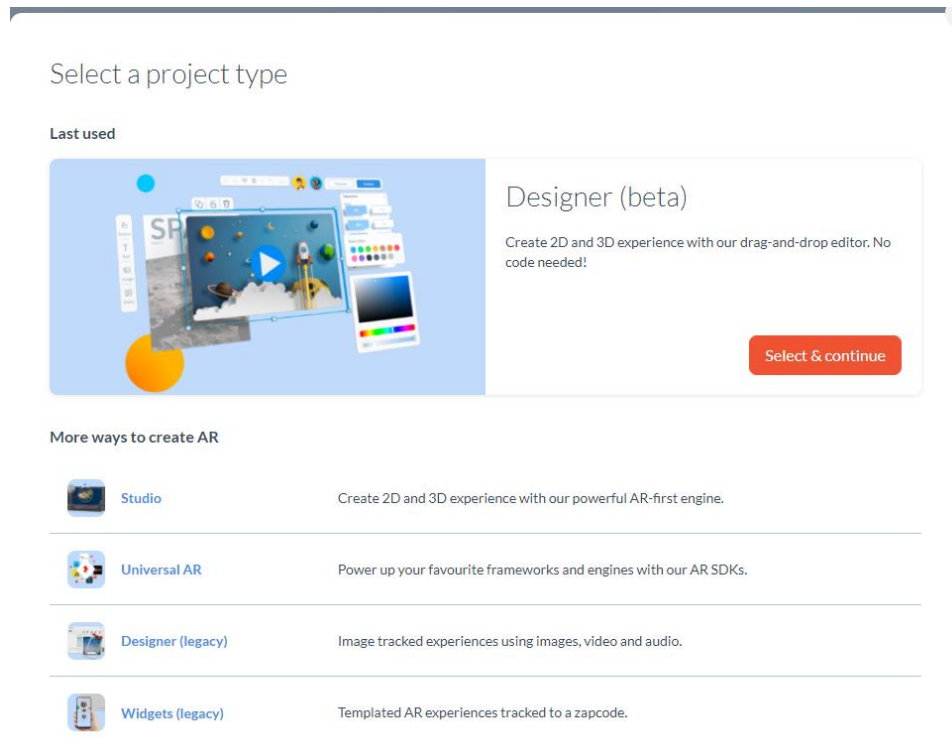 Select a project type
Last used
SP
Designer (beta)
Create 2D and 3D experience with our drag-and-drop editor. No
code needed!
Select & continue
More ways to create AR
Studio
Create 2D and 3D experience with our powerful AR-first engine.
Universal AR
Power up your favourite frameworks and engines with our AR SDKs.
Designer (legacy)
Image tracked experiences using images, video and audio.
Widgets (legacy)
Templated AR experiences tracked to a zapcode.